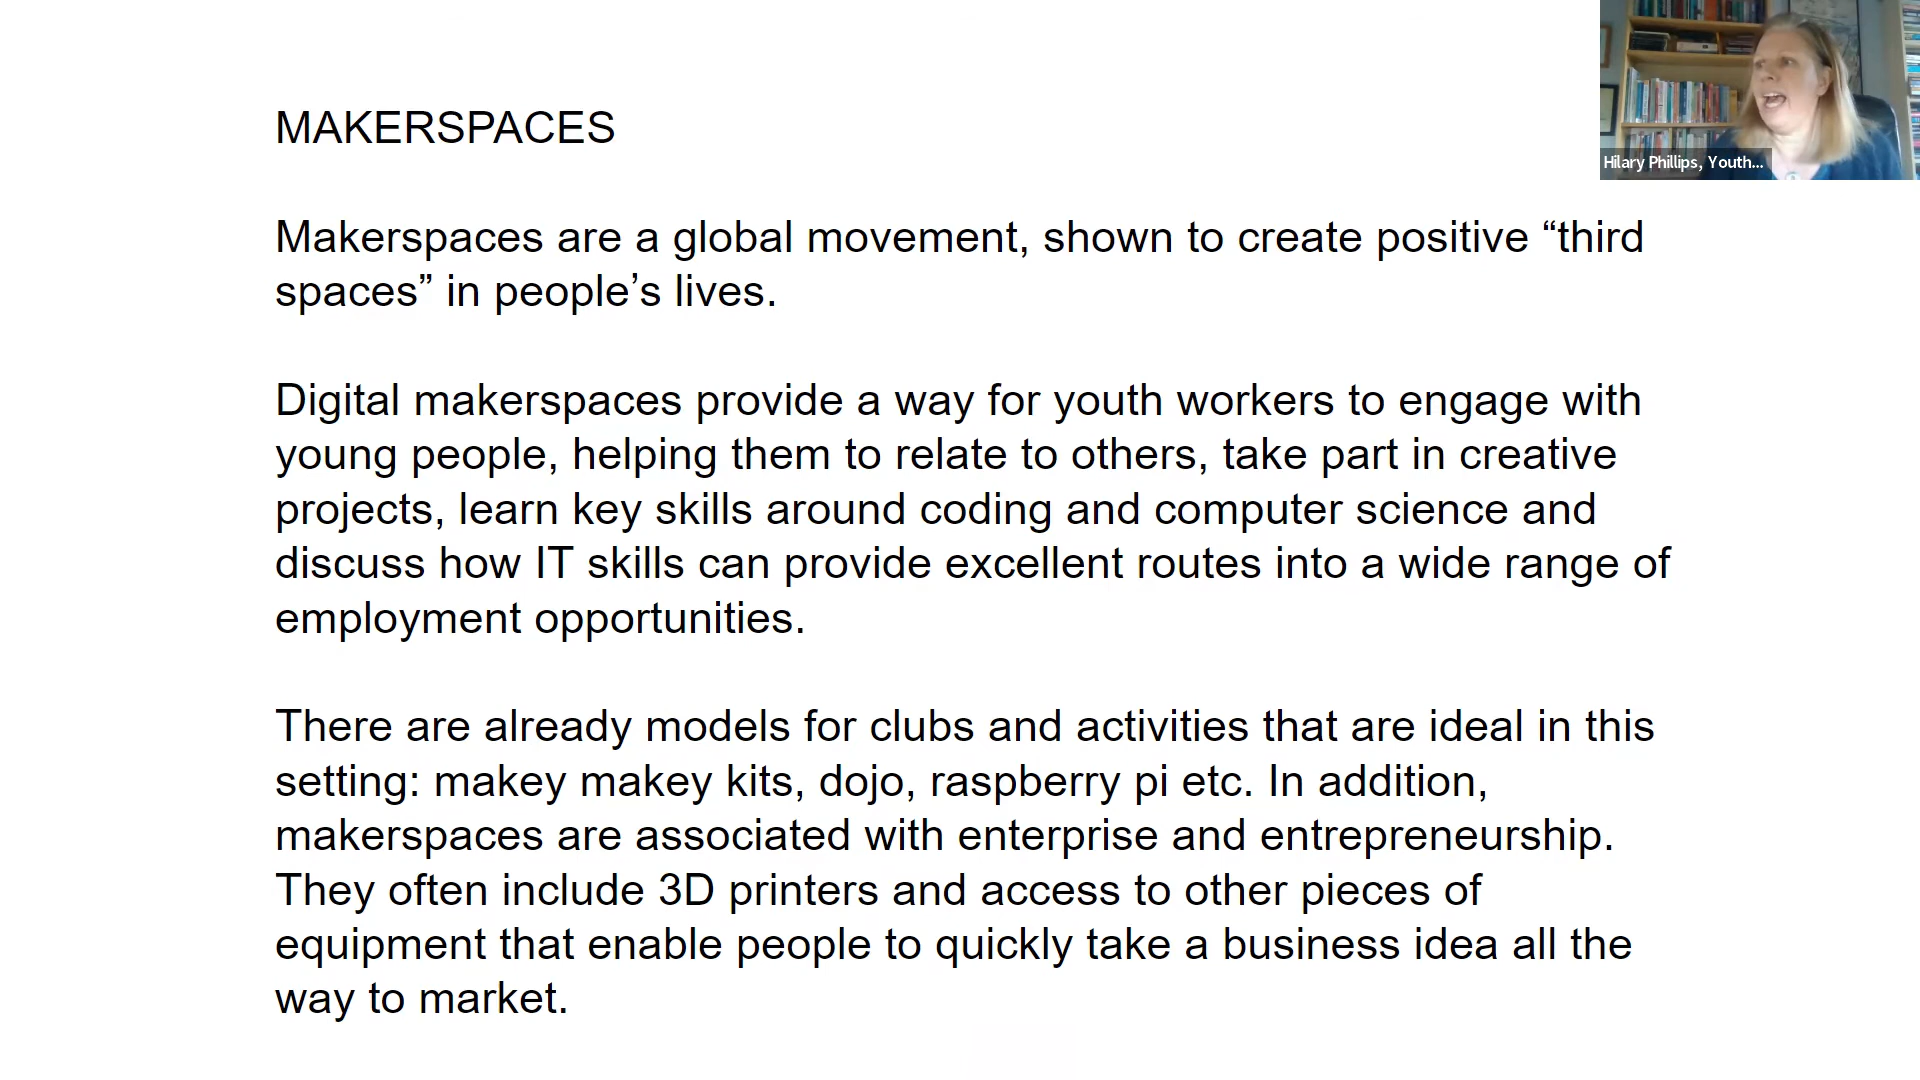 MAKERSPACES
Makerspaces are a global movement, shown to create positive “third
spaces” in people’s lives.
Digital makerspaces provide a way for youth workers to engage with
young people, helping them to relate to others, take part in creative
projects, learn key skills around coding and computer science and
discuss how IT skills can provide excellent routes into a wide range of
employment opportunities.
There are already models for clubs and activities that are ideal in this
setting: makey makey kits, dojo, raspberry pi etc. In addition,
makerspaces are associated with enterprise and entrepreneurship.
They often include 3D printers and access to other pieces of
equipment that enable people to quickly take a business idea all the
way to market.
Hilary Phillips, Youth...